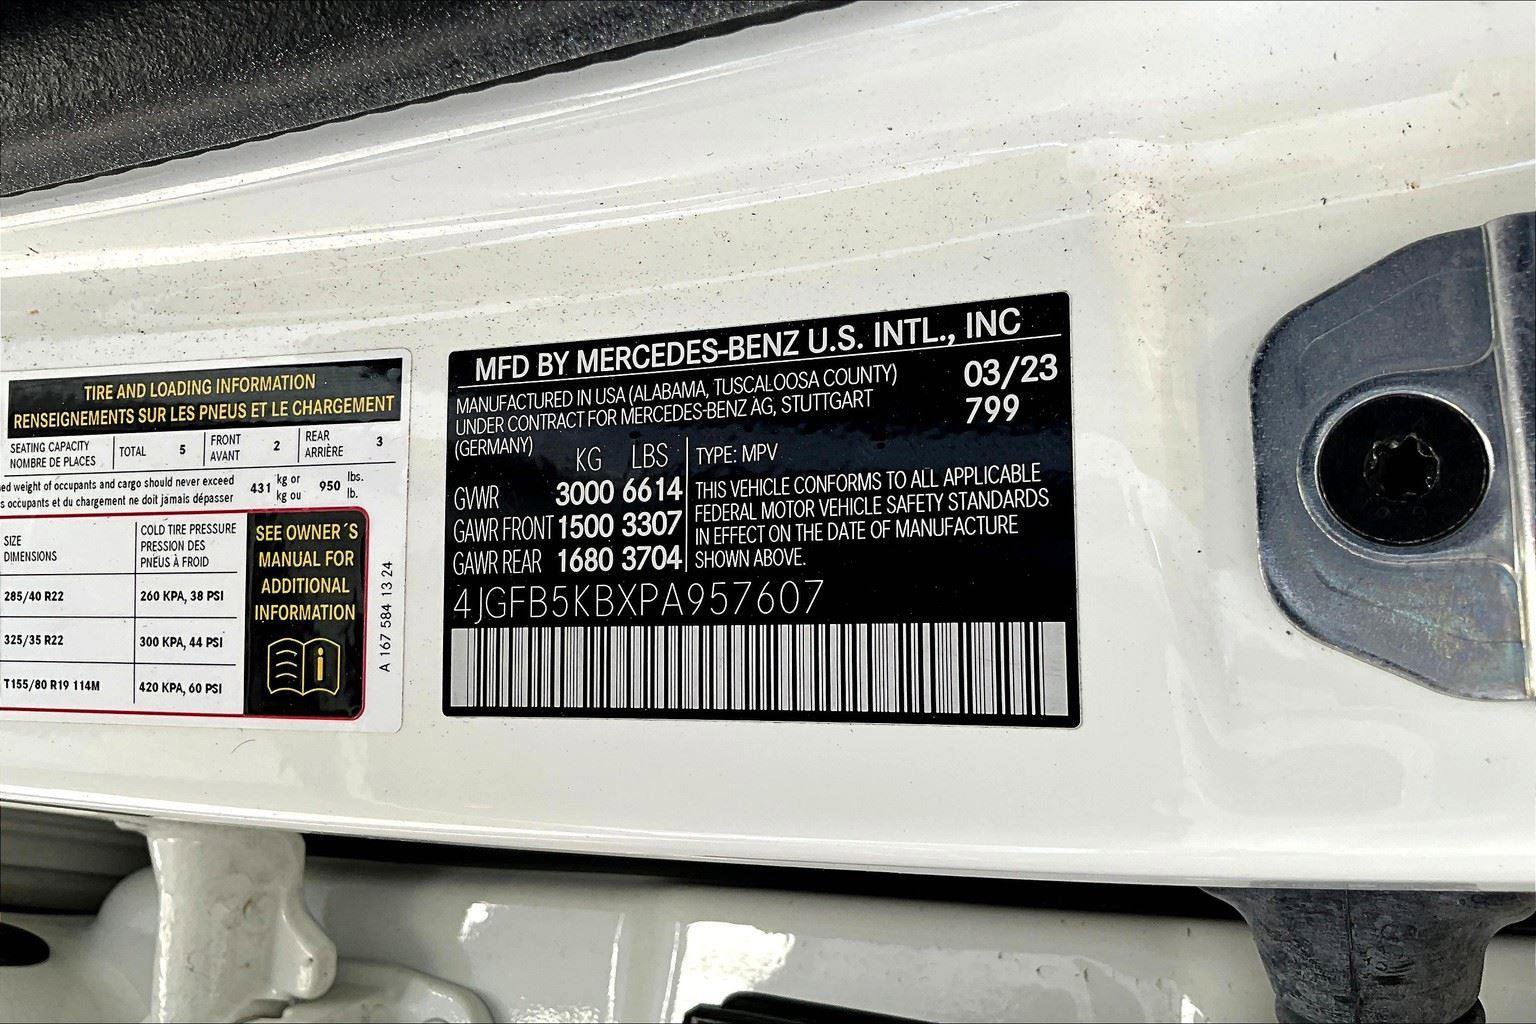 TIRE AND LOADING INFORMATION
RENSEIGNEMENTS SUR LES PNEUS ET LE CHARGEMENT
SEATING CAPACITY
NOMBRE DE PLACES
TOTAL 5
FRONT
AVANT
2
REAR
ARRIÈRE
3
weight of occupants and cargo should never exceed
occupants et du chargement ne doit jamais dépasser
431 kg or
kg ou
950 lbs.
lb.
SIZE
DIMENSIONS
COLD TIRE PRESSURE
PRESSION DES
PNEUS À FROID
285/40 R22 260 KPA, 38 PSI
325/35 R22 300 KPA, 44 PSI
T155/80 R19 114M 420 KPA, 60 PSI
SEE OWNER´S
MANUAL FOR
ADDITIONAL
INFORMATION
A 167 584 13 24
MFD BY MERCEDES-BENZ U.S. INTL., INC
MANUFACTURED IN USA (ALABAMA, TUSCALOOSA COUNTY)
UNDER CONTRACT FOR MERCEDES-BENZ AG, STUTTGART
(GERMANY)
03/23
799
KG LBS
GVWR 3000 6614
GAWR FRONT 1500 3307
GAWR REAR 1680 3704
TYPE: MPV
THIS VEHICLE CONFORMS TO ALL APPLICABLE
FEDERAL MOTOR VEHICLE SAFETY STANDARDS
IN EFFECT ON THE DATE OF MANUFACTURE
SHOWN ABOVE.
4JGFB5KBXPA957607